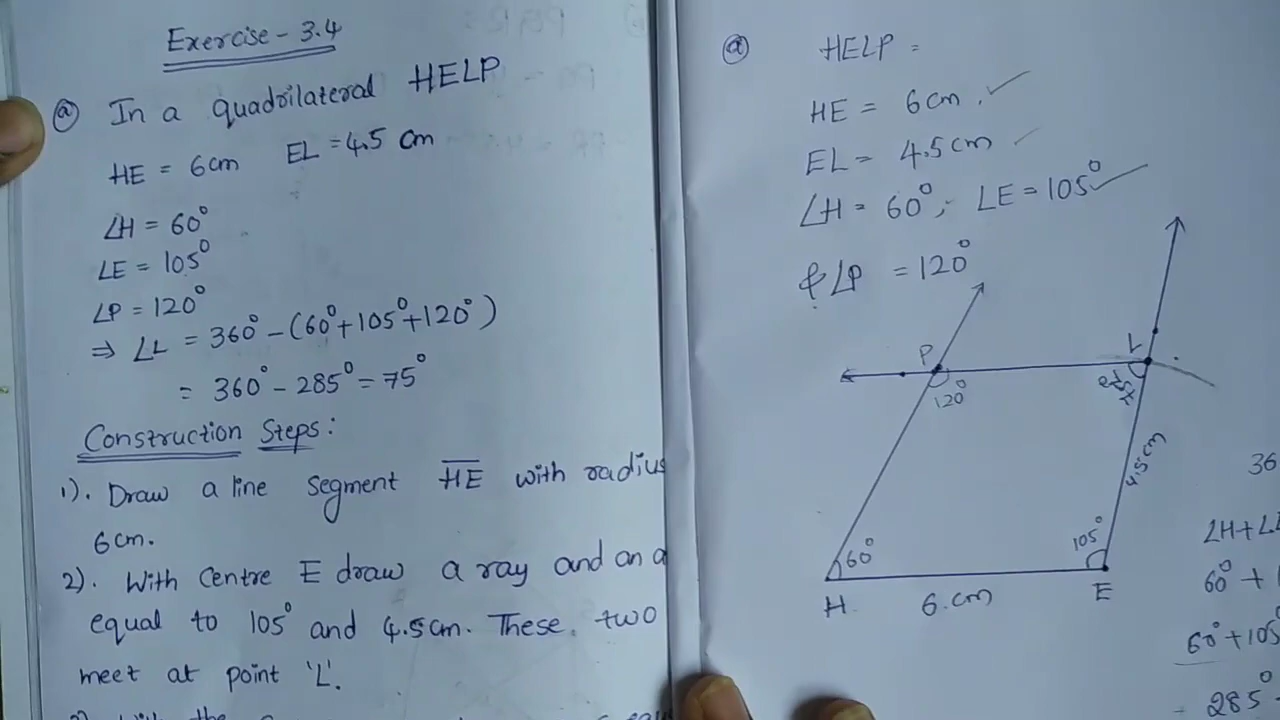 Exercise - 3.4
ⓐ In a quadrilateral HELP
HE = 6cm EL = 4.5 cm
∠H = 60°
∠E = 105°
∠P = 120°
⇒ ∠L = 360° - (60° + 105° + 120°)
= 360° - 285° = 75°
Construction Steps:
1). Draw a line segment HE with radius
6cm.
2). With Centre E draw a ray and an a
equal to 105° and 4.5cm. These two
meet at point 'L'.
ⓐ HELP =
HE = 6cm. ✓
EL = 4.5cm ✓
∠H = 60°, ∠E = 105° ✓
& ∠P = 120°
P
L
120°
75°
4.5cm
60°
105°
H 6.cm E
36
∠H+∠
60° +
60°+105
285°